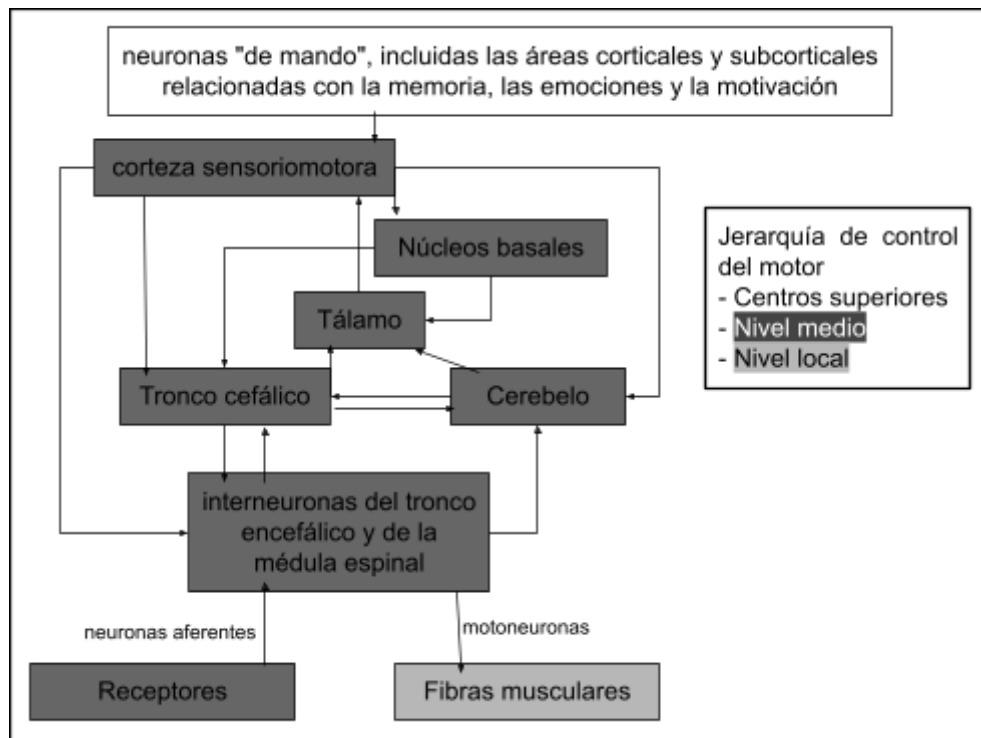 neuronas "de mando", incluidas las áreas corticales y subcorticales
relacionadas con la memoria, las emociones y la motivación
corteza sensoriomotora
Núcleos basales
Tálamo
Tronco cefálico
Cerebelo
interneuronas del tronco
encefálico y de la
médula espinal
neuronas aferentes
motoneuronas
Receptores
Fibras musculares
Jerarquía de control
del motor
- Centros superiores
- Nivel medio
- Nivel local